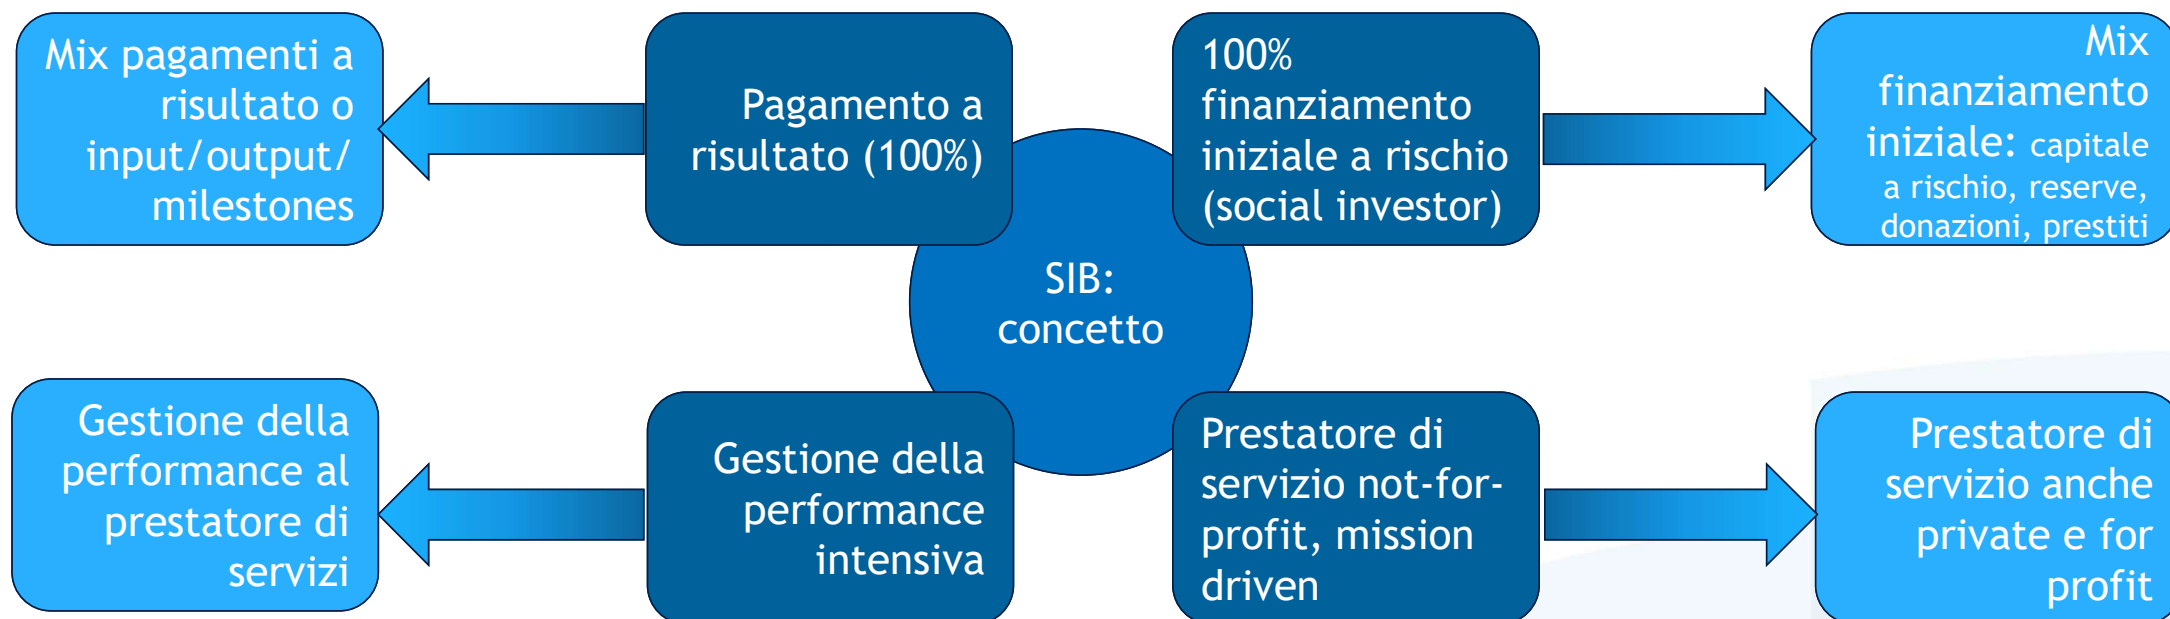 Mix pagamenti a
risultato o
input/output/
milestones
Pagamento a
risultato (100%)
100%
finanziamento
iniziale a rischio
(social investor)
Mix
finanziamento
iniziale: capitale
a rischio, reserve,
donazioni, prestiti
SIB:
concetto
Gestione della
performance al
prestatore di
servizi
Gestione della
performance
intensiva
Prestatore di
servizio not-for-
profit, mission
driven
Prestatore di
servizio anche
private e for
profit